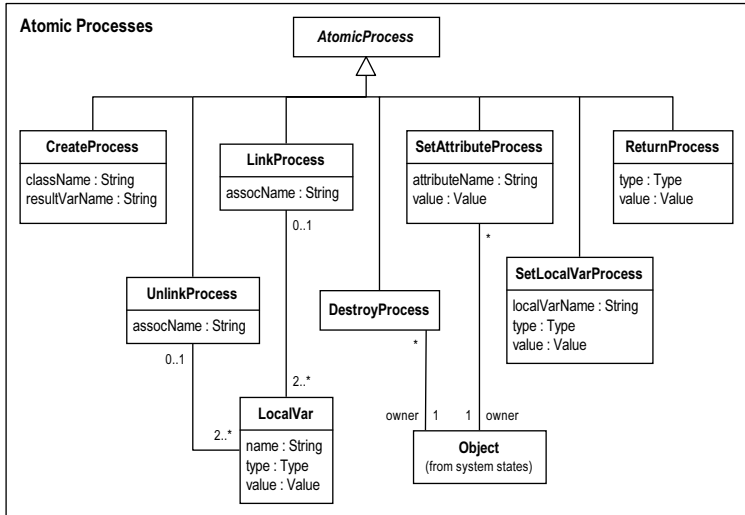 Atomic Processes
AtomicProcess
CreateProcess
className : String
resultVarName : String
LinkProcess
assocName : String
0..1
SetAttributeProcess
attributeName : String
value : Value
*
ReturnProcess
type : Type
value : Value
UnlinkProcess
assocName : String
0..1
DestroyProcess
*
SetLocalVarProcess
localVarName : String
type : Type
value : Value
2..*
2..*
LocalVar
name : String
type : Type
value : Value
owner 1
1 owner
Object
(from system states)